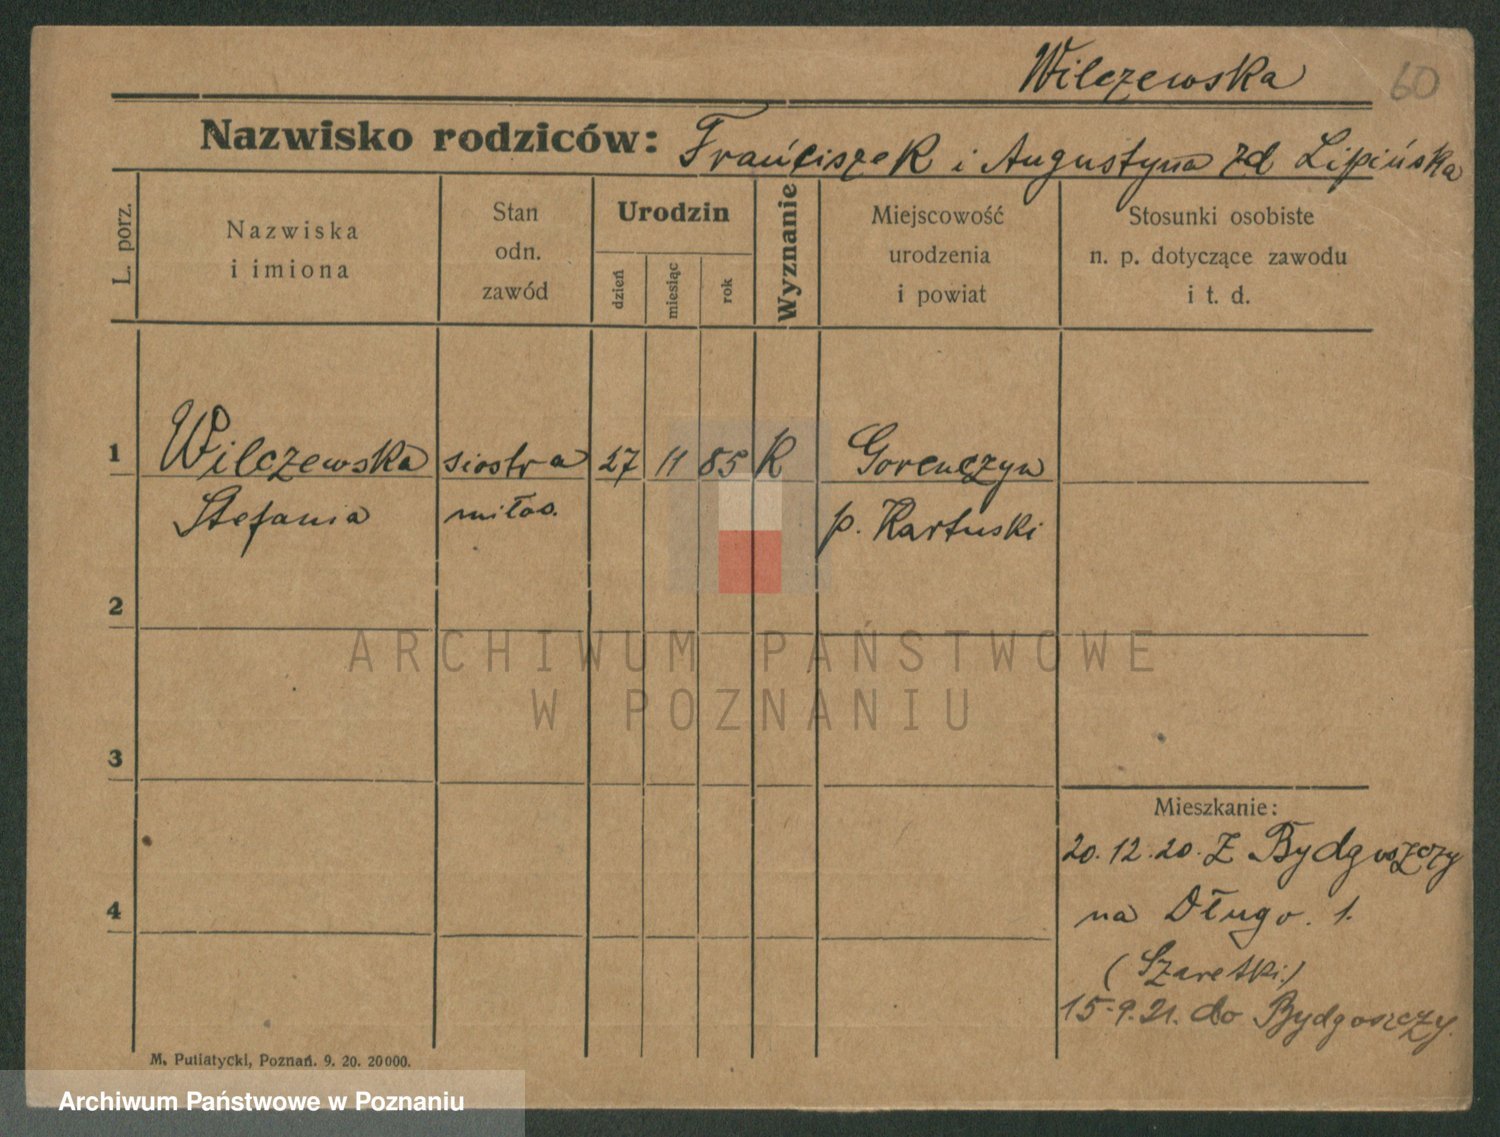 Wilczewska
60
Nazwisko rodziców: Franciszek i Augustyna zd Lipińska
L. porz.
Nazwiska
i imiona
Stan
odn.
zawód
Urodzin
dzień
miesiąc
rok
Wyznanie
Miejscowość
urodzenia
i powiat
Stosunki osobiste
n. p. dotyczące zawodu
i t. d.
1 Wilczewska siostra 27 11 85 K Gorenczyn
Stefania miłos. p. Kartuski
2
3
4
Mieszkanie:
20. 12. 20. Z Bydgoszczy
na Długo. 1.
(Szaretki.)
15-9.21. do Bydgoszczy.
M. Putiatycki, Poznań. 9. 20. 20000.
ARCHIWUM PAŃSTWOWE
W POZNANIU
Archiwum Państwowe w Poznaniu